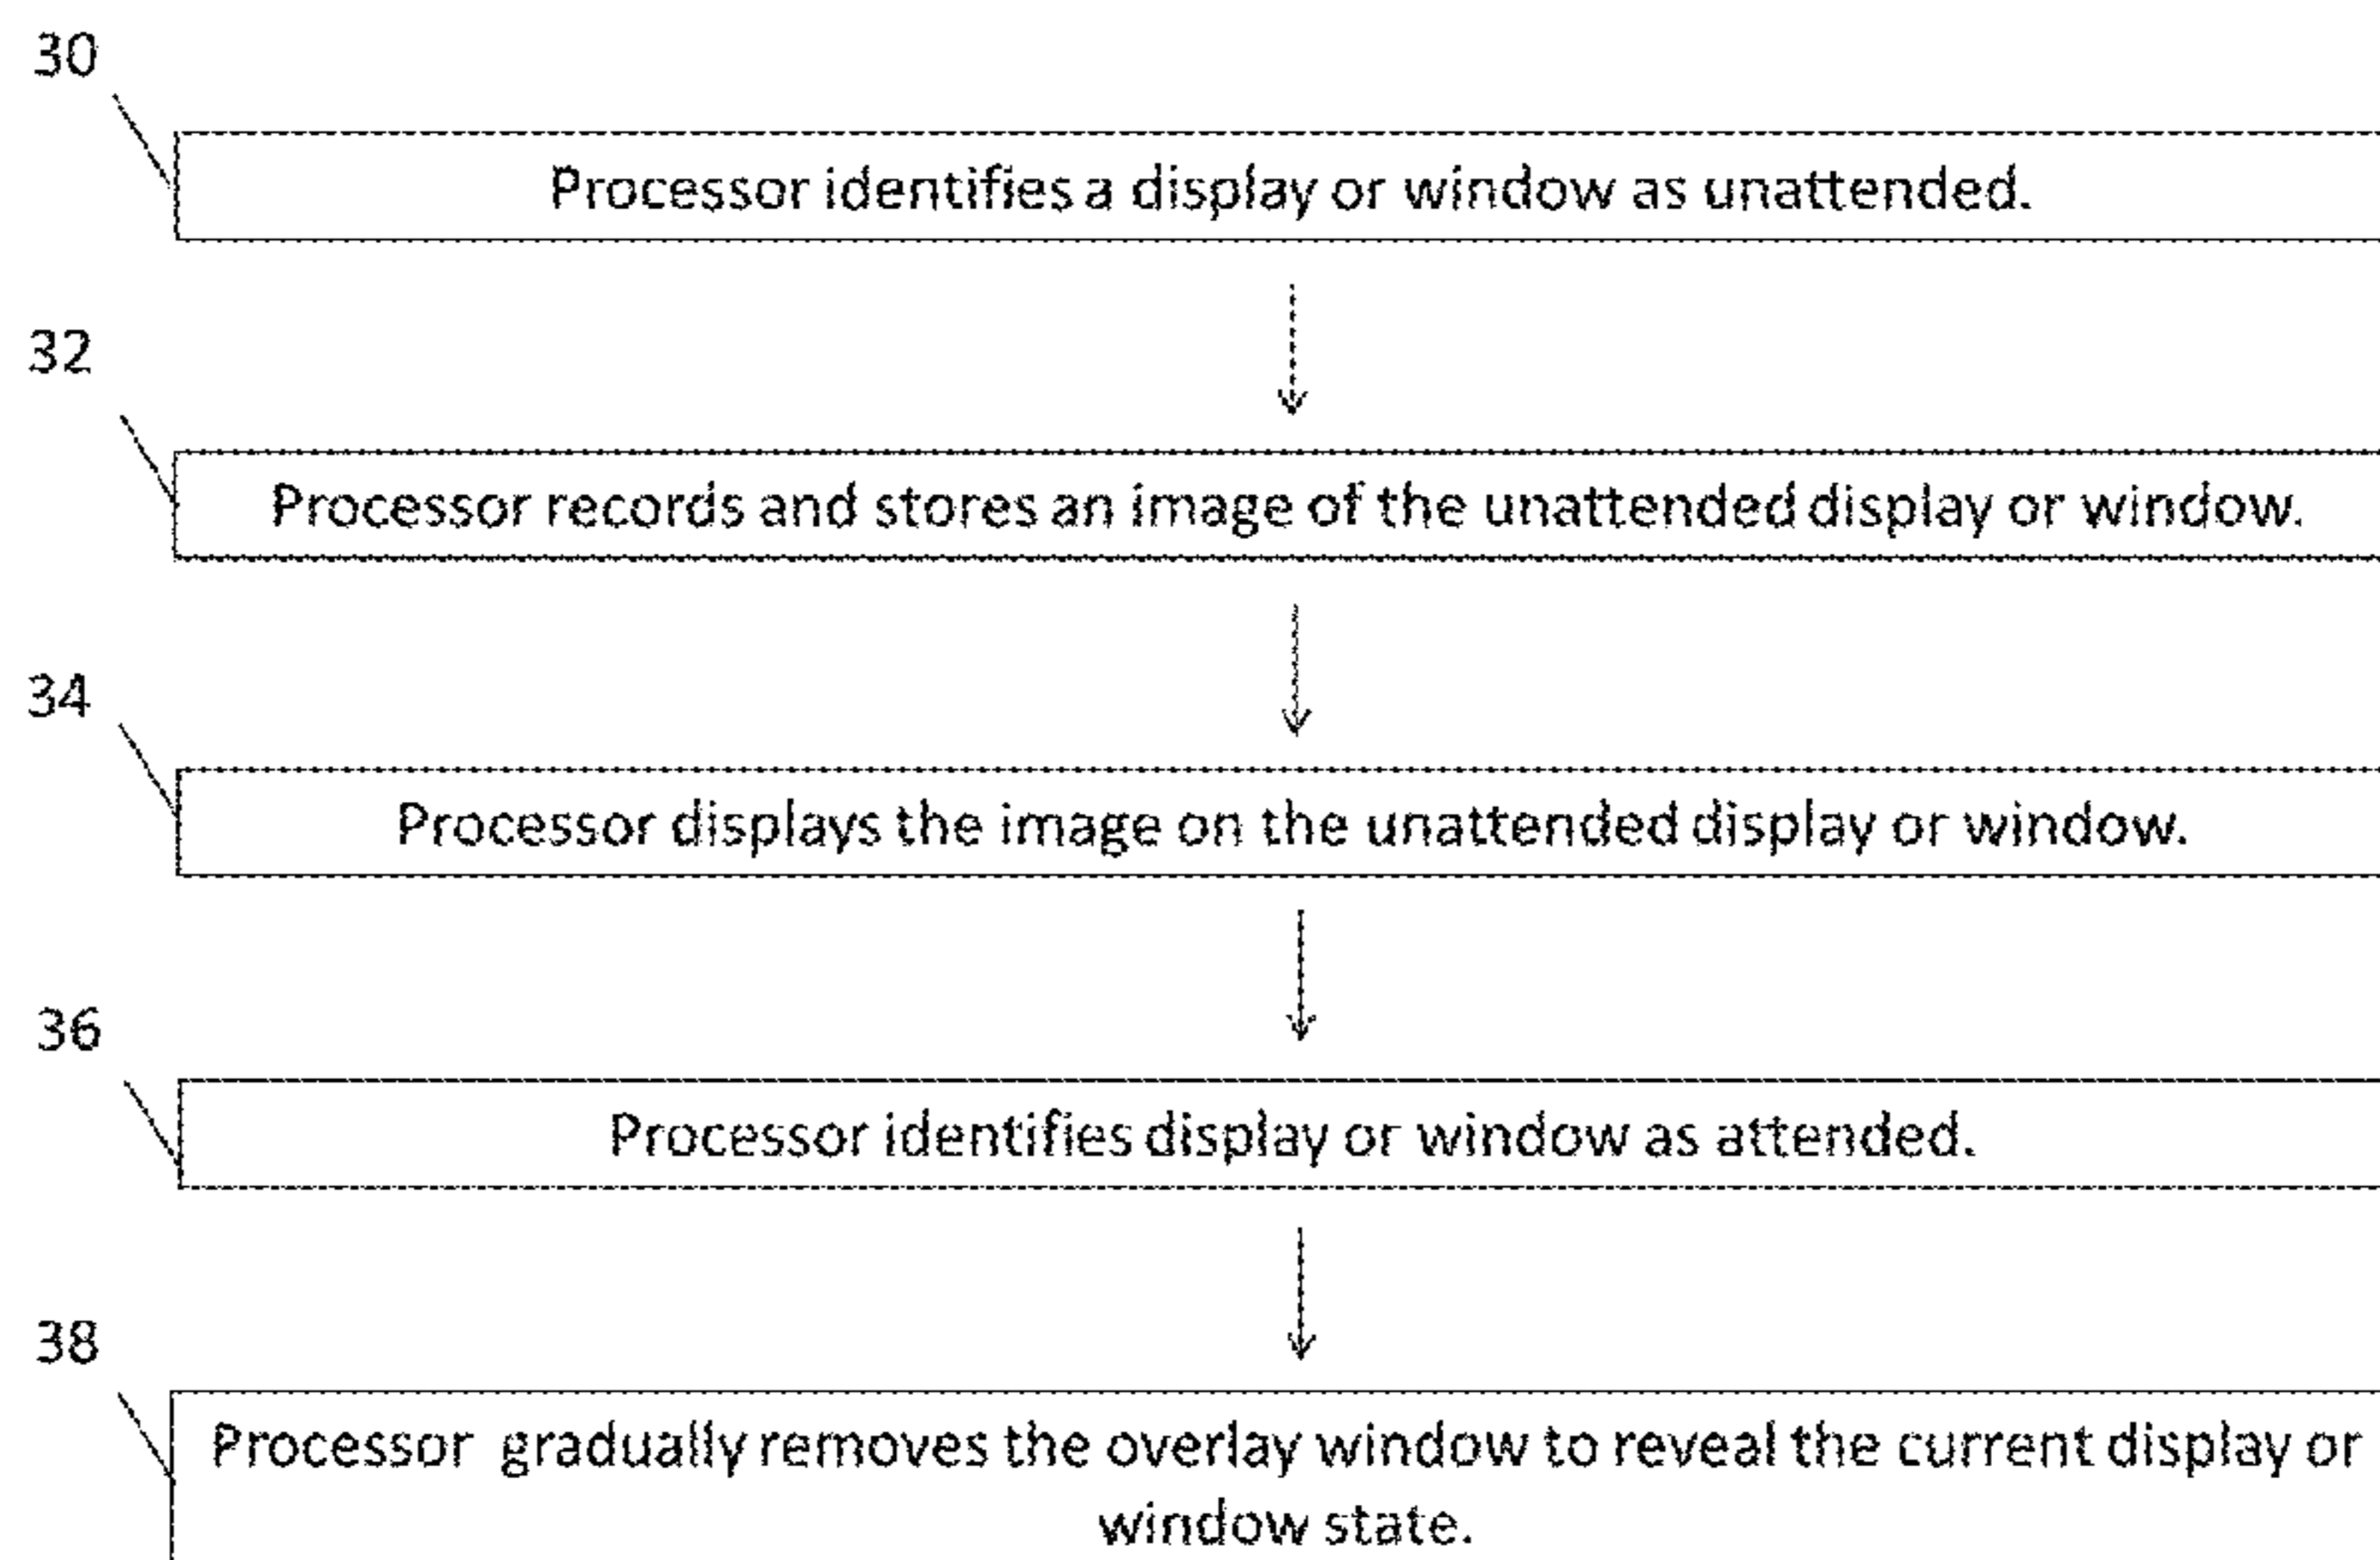 30
Processor identifies a display or window as unattended.
32
Processor records and stores an image of the unattended display or window.
34
Processor displays the image on the unattended display or window.
36
Processor identifies display or window as attended.
38
Processor gradually removes the overlay window to reveal the current display or
window state.